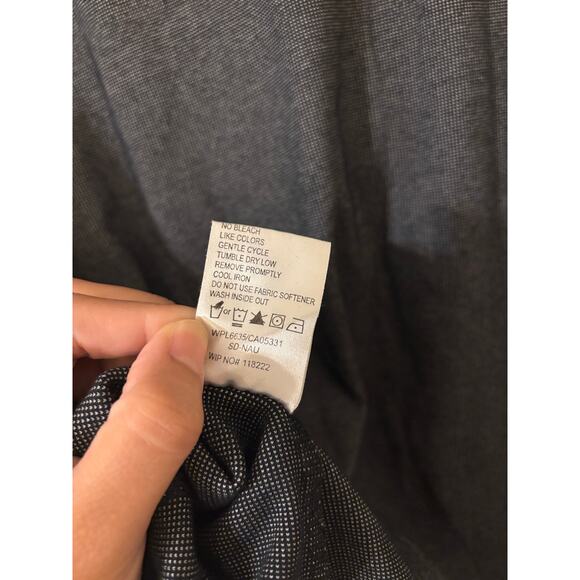 NO BLEACH
LIKE COLORS
GENTLE CYCLE
TUMBLE DRY LOW
REMOVE PROMPTLY
COOL IRON
DO NOT USE FABRIC SOFTENER
WASH INSIDE OUT
or
WPL6635/CA05331
SD-NAU
WIP NO# 118222